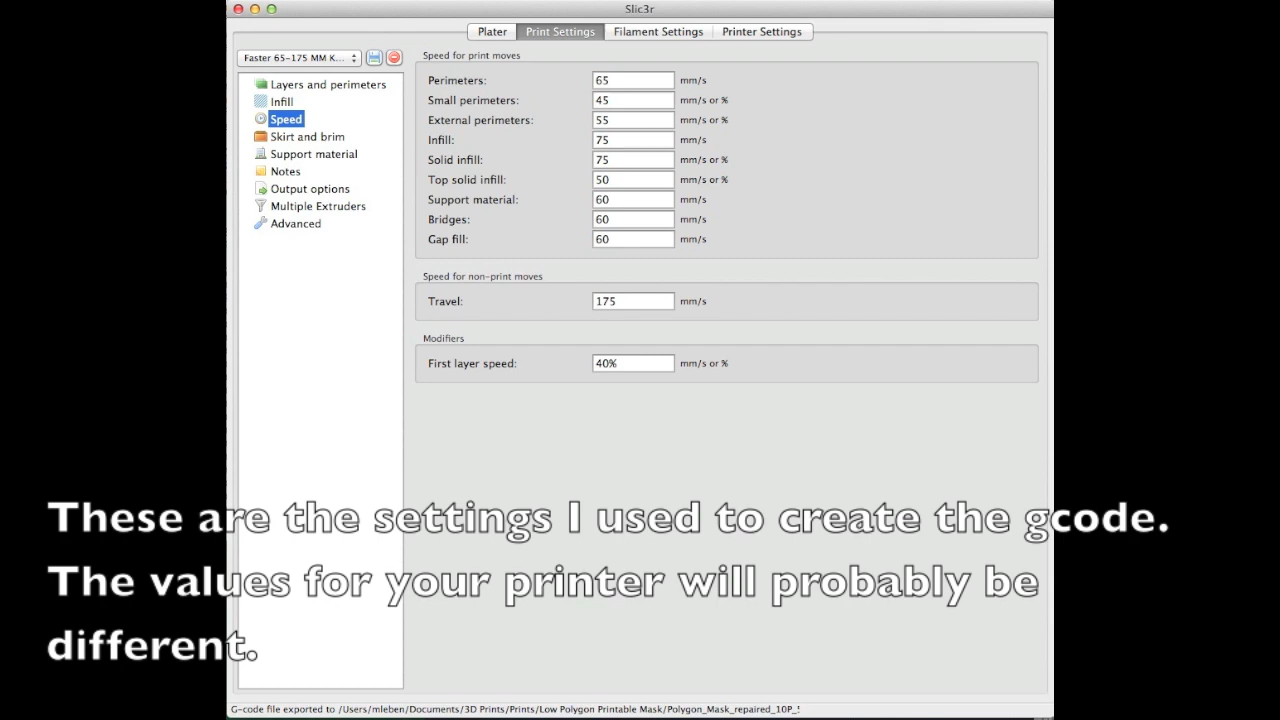 Slic3r
Plater Print Settings Filament Settings Printer Settings
Faster 65-175 MM K...
Layers and perimeters
Infill
Speed
Skirt and brim
Support material
Notes
Output options
Multiple Extruders
Advanced
Speed for print moves
Perimeters: 65 mm/s
Small perimeters: 45 mm/s or %
External perimeters: 55 mm/s or %
Infill: 75 mm/s
Solid infill: 75 mm/s or %
Top solid infill: 50 mm/s or %
Support material: 60 mm/s
Bridges: 60 mm/s
Gap fill: 60 mm/s
Speed for non-print moves
Travel: 175 mm/s
Modifiers
First layer speed: 40% mm/s or %
These are the settings I used to create the gcode.
The values for your printer will probably be
different.
G-code file exported to /Users/mleben/Documents/3D Prints/Prints/Low Polygon Printable Mask/Polygon_Mask_repaired_10P_